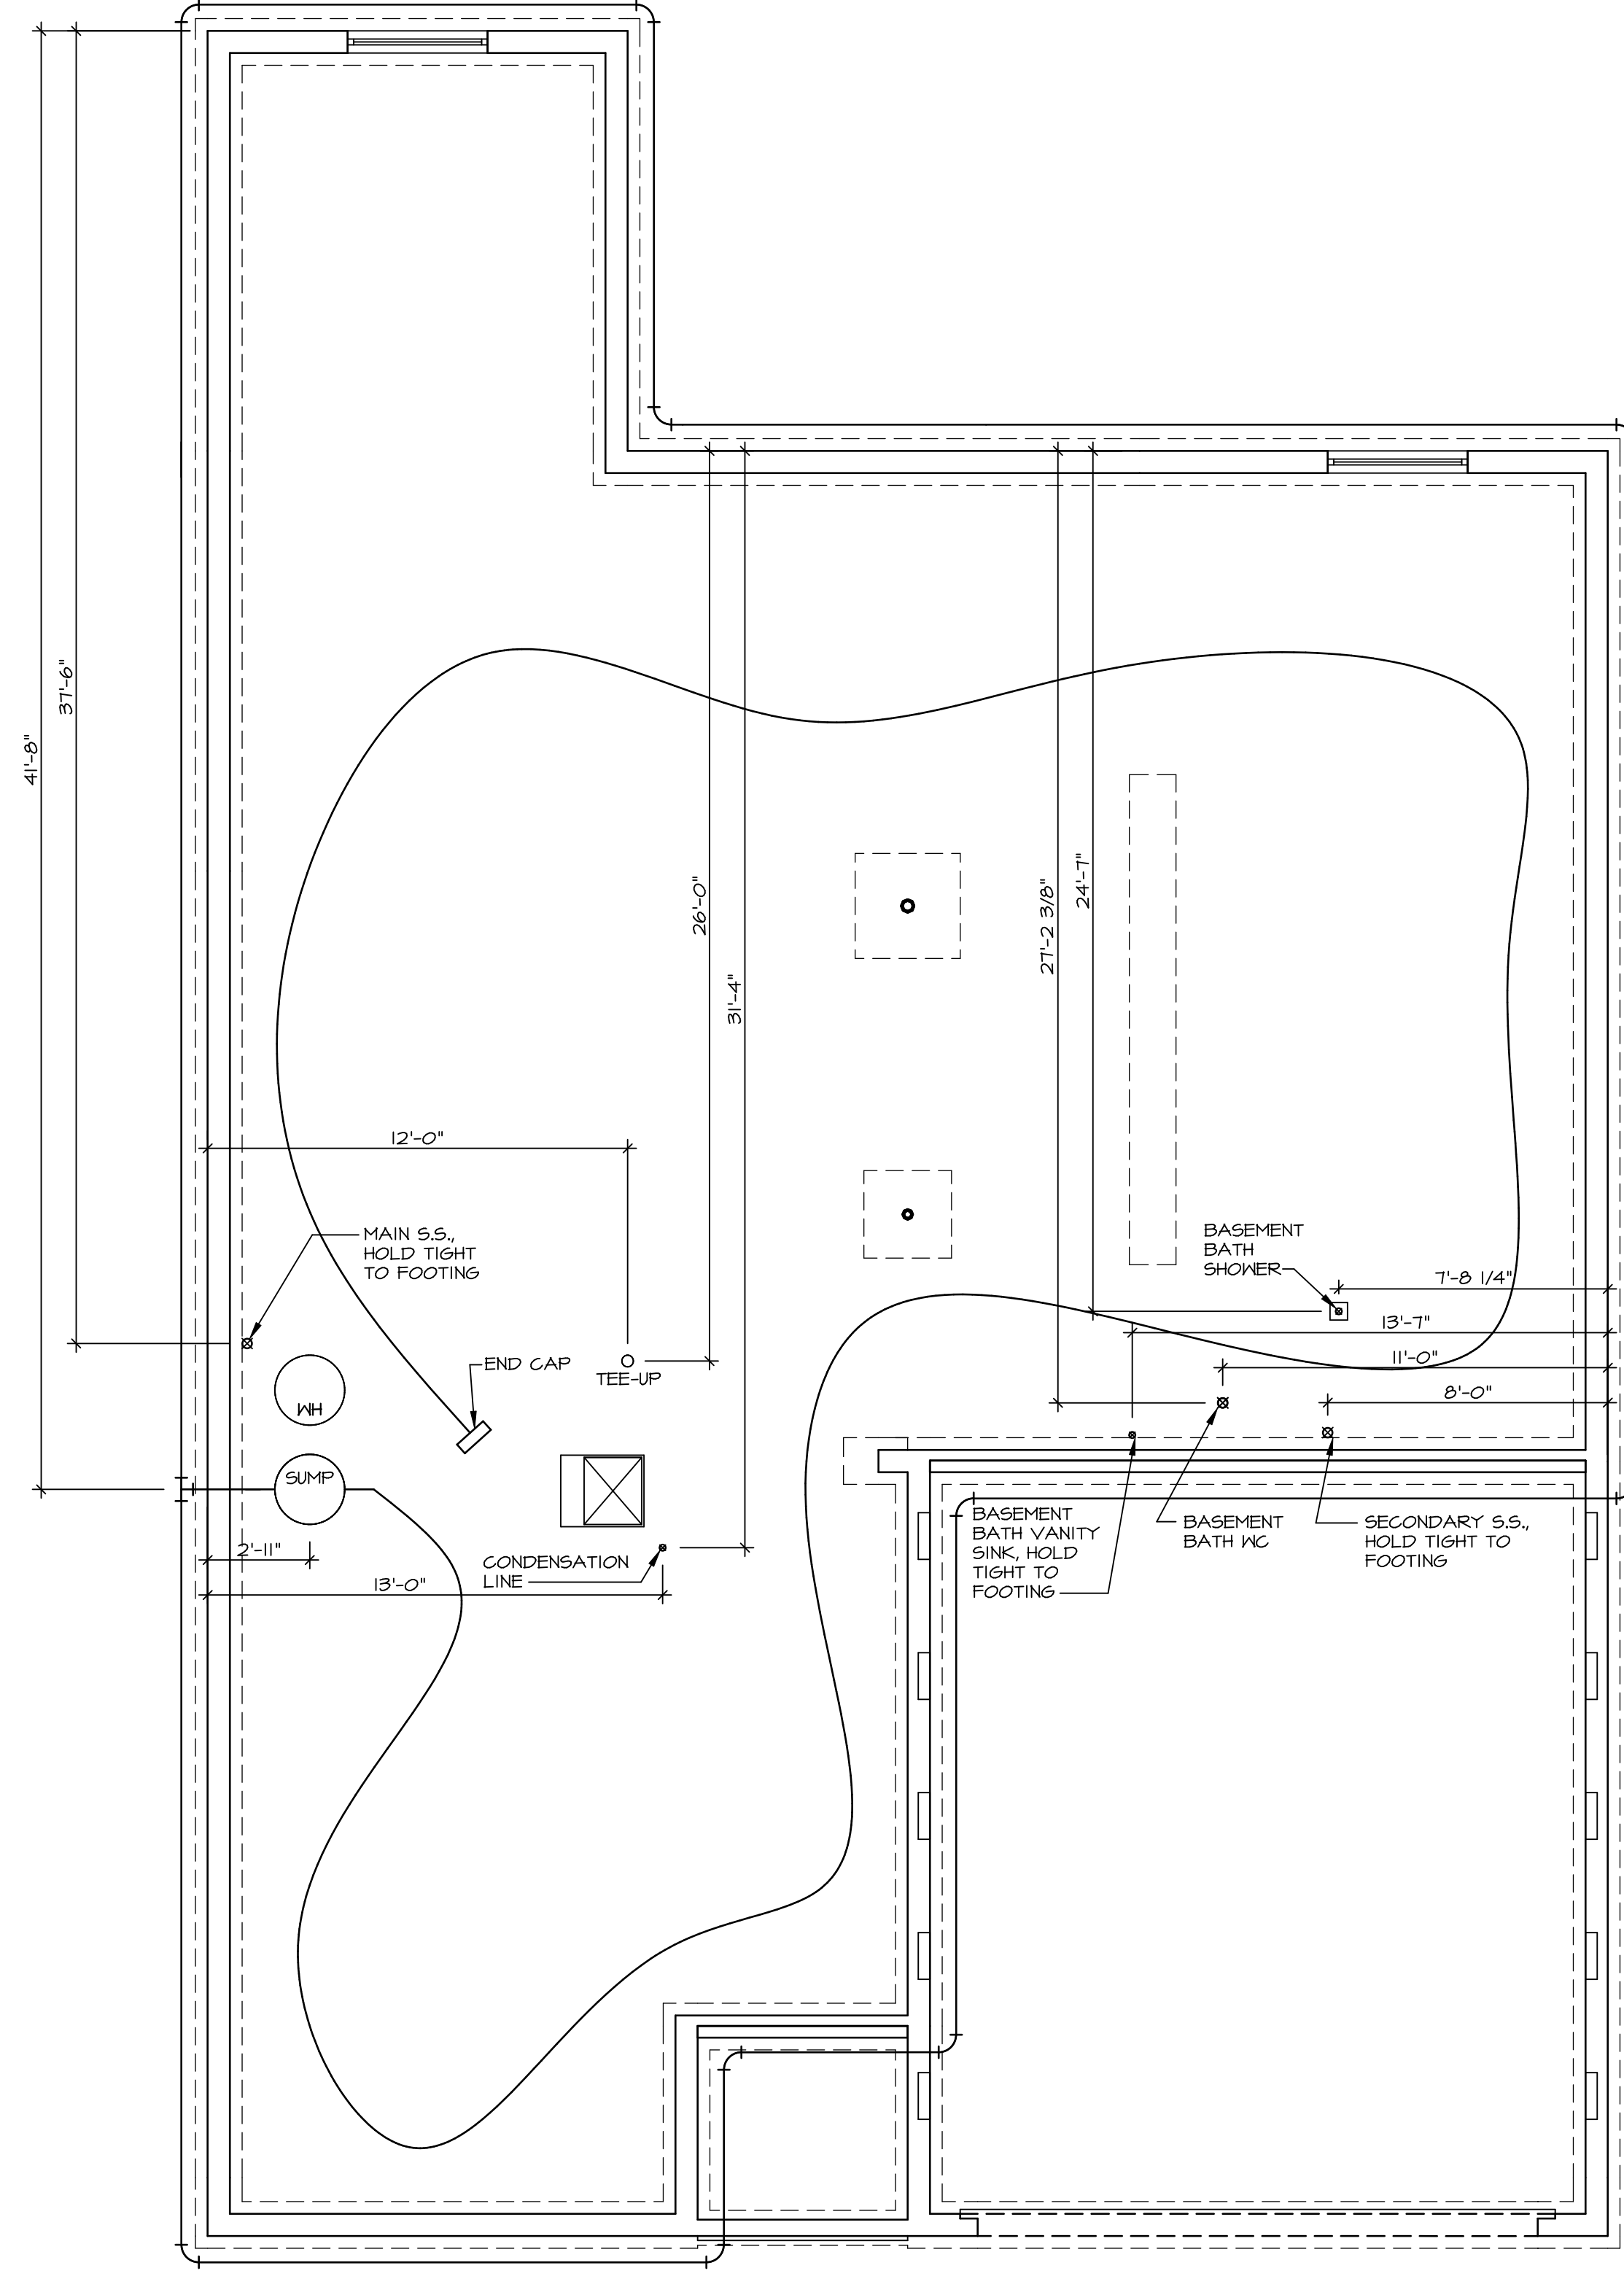 41'-8"
37'-6"
26'-0"
31'-4"
27'-2 3/8"
24'-7"
12'-0"
MAIN S.S.,
HOLD TIGHT
TO FOOTING
BASEMENT
BATH
SHOWER
7'-8 1/4"
13'-7"
11'-0"
8'-0"
END CAP
TEE-UP
WH
SUMP
2'-11"
13'-0"
CONDENSATION
LINE
BASEMENT
BATH VANITY
SINK, HOLD
TIGHT TO
FOOTING
BASEMENT
BATH WC
SECONDARY S.S.,
HOLD TIGHT TO
FOOTING